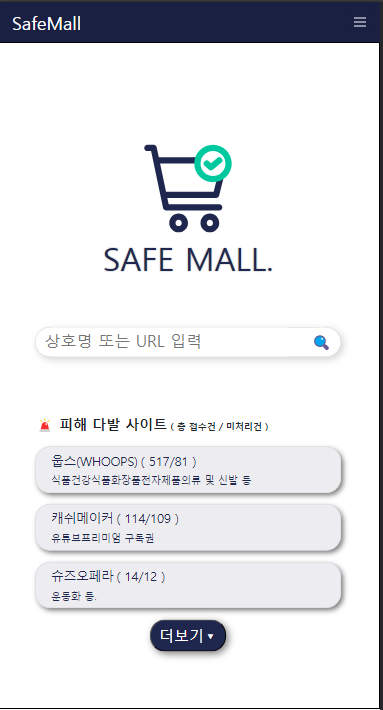 SafeMall
SAFE MALL.
상호명 또는 URL 입력
피해 다발 사이트 ( 총 접수건 / 미처리건 )
웁스(WHOOPS) ( 517/81 )
식품건강식품화장품전자제품의류 및 신발 등
캐쉬메이커 ( 114/109 )
유튜브프리미엄 구독권
슈즈오페라 ( 14/12 )
운동화 등.
더보기 ▾